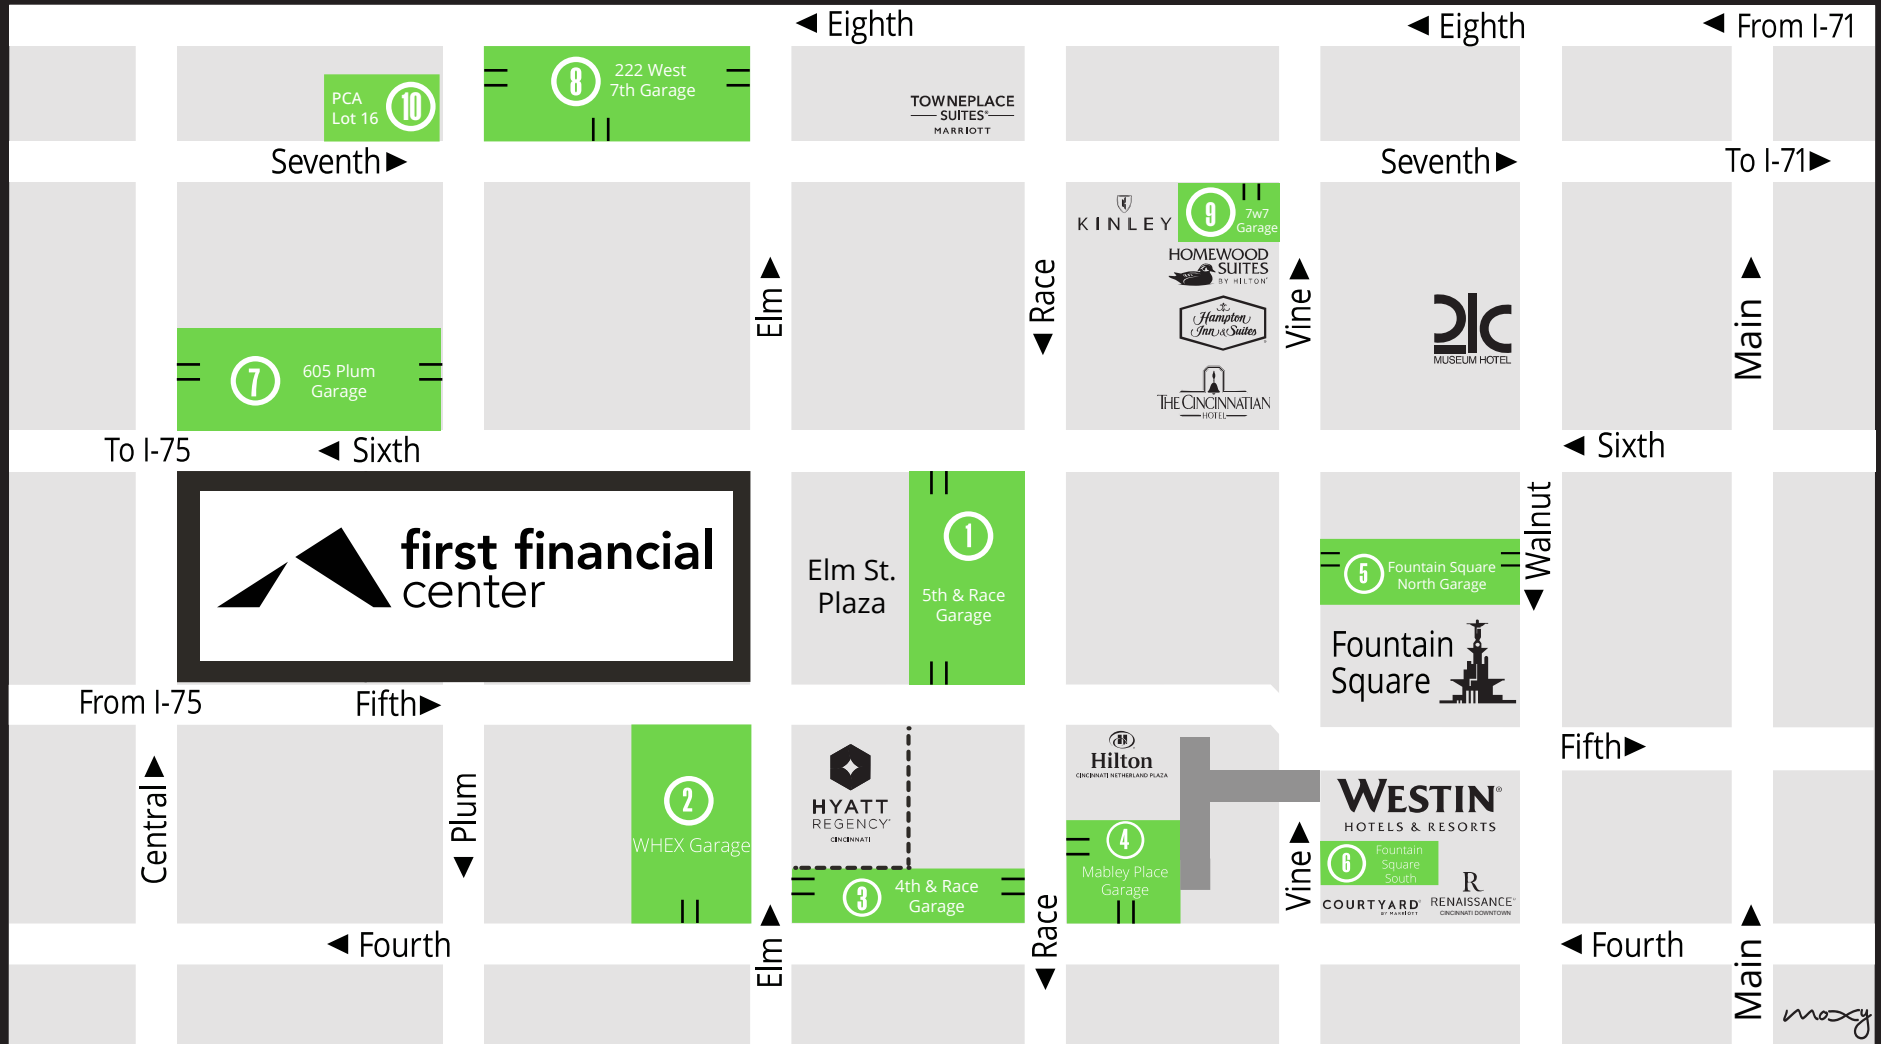 ◀ Eighth
◀ Eighth
◀ From I-71
PCA
Lot 16
10
8
222 West
7th Garage
TOWNEPLACE
SUITES®
MARRIOTT
Seventh▶
Seventh▶
To I-71▶
KINLEY
9
7w7
Garage
HOMEWOOD
SUITES
BY HILTON
Hampton
Inn & Suites
THE CINCINNATIAN
HOTEL
Elm ▶
◀ Race
Vine ▶
21c
MUSEUM HOTEL
Main ▶
7
605 Plum
Garage
To I-75
◀ Sixth
◀ Sixth
first financial
center
Elm St.
Plaza
1
5th & Race
Garage
5
Fountain Square
North Garage
◀ Walnut
Fountain
Square
From I-75
Fifth▶
Fifth▶
Central ▶
◀ Plum
2
WHEX Garage
HYATT
REGENCY®
CINCINNATI
3
4th & Race
Garage
Hilton
CINCINNATI NETHERLAND PLAZA
4
Mabley Place
Garage
Vine ▶
WESTIN®
HOTELS & RESORTS
6
Fountain
Square
South
COURTYARD®
BY MARRIOTT
R
RENAISSANCE®
CINCINNATI DOWNTOWN
◀ Fourth
Elm ▶
◀ Race
◀ Fourth
Main ▶
moxy